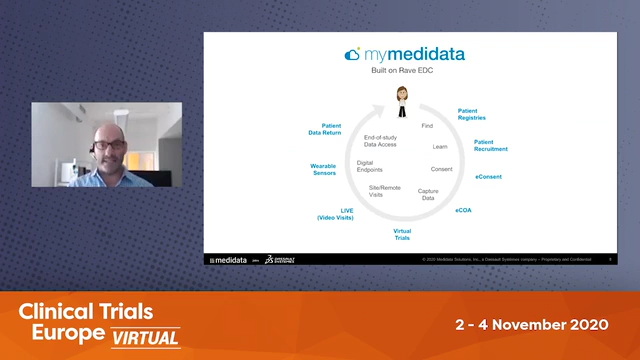 mymedidata
Built on Rave EDC
Patient
Registries
Patient
Recruitment
eConsent
eCOA
Virtual
Trials
LIVE
(Video Visits)
Wearable
Sensors
Patient
Data Return
Find
Learn
Consent
Capture
Data
Site/Remote
Visits
Digital
Endpoints
End-of-study
Data Access
medidata
DASSAULT
SYSTEMES
© 2020 Medidata Solutions, Inc., a Dassault Systèmes company – Proprietary and Confidential
Clinical Trials
Europe VIRTUAL
2 - 4 November 2020